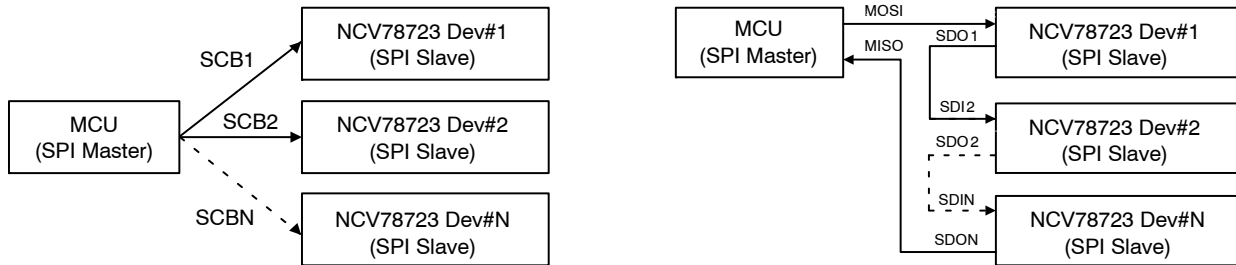 NCV78723 Dev#1
(SPI Slave)
SCB1
MCU
(SPI Master)
SCB2
NCV78723 Dev#2
(SPI Slave)
SCBN
NCV78723 Dev#N
(SPI Slave)
MCU
(SPI Master)
MOSI
MISO
SDO1
NCV78723 Dev#1
(SPI Slave)
SDI2
SDO2
NCV78723 Dev#2
(SPI Slave)
SDIN
SDON
NCV78723 Dev#N
(SPI Slave)